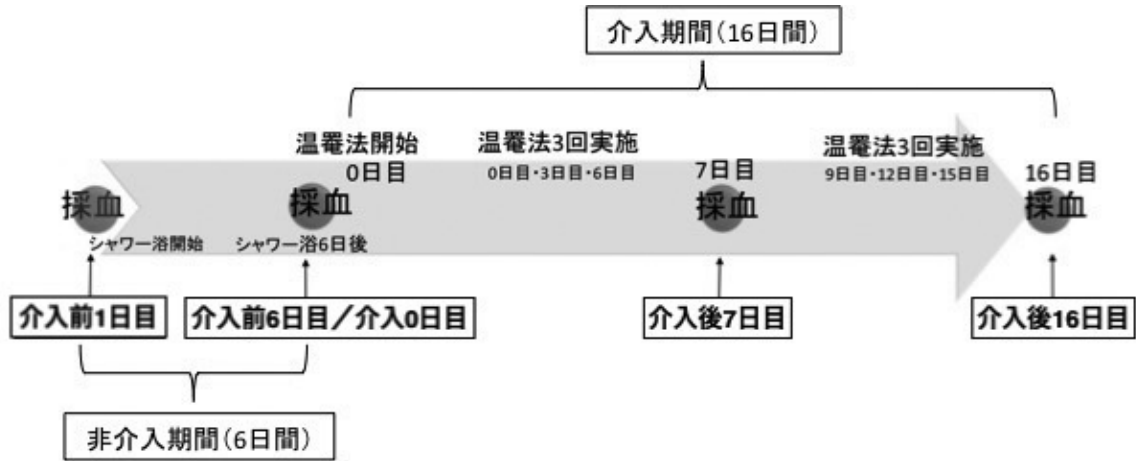 介入期間(16日間)
温罨法開始
0日目
温罨法3回実施
0日目・3日目・6日目
7日目
温罨法3回実施
9日目・12日目・15日目
16日目
採血
採血
採血
採血
シャワー浴開始
シャワー浴6日後
介入前1日目
介入前6日目／介入0日目
介入後7日目
介入後16日目
非介入期間(6日間)